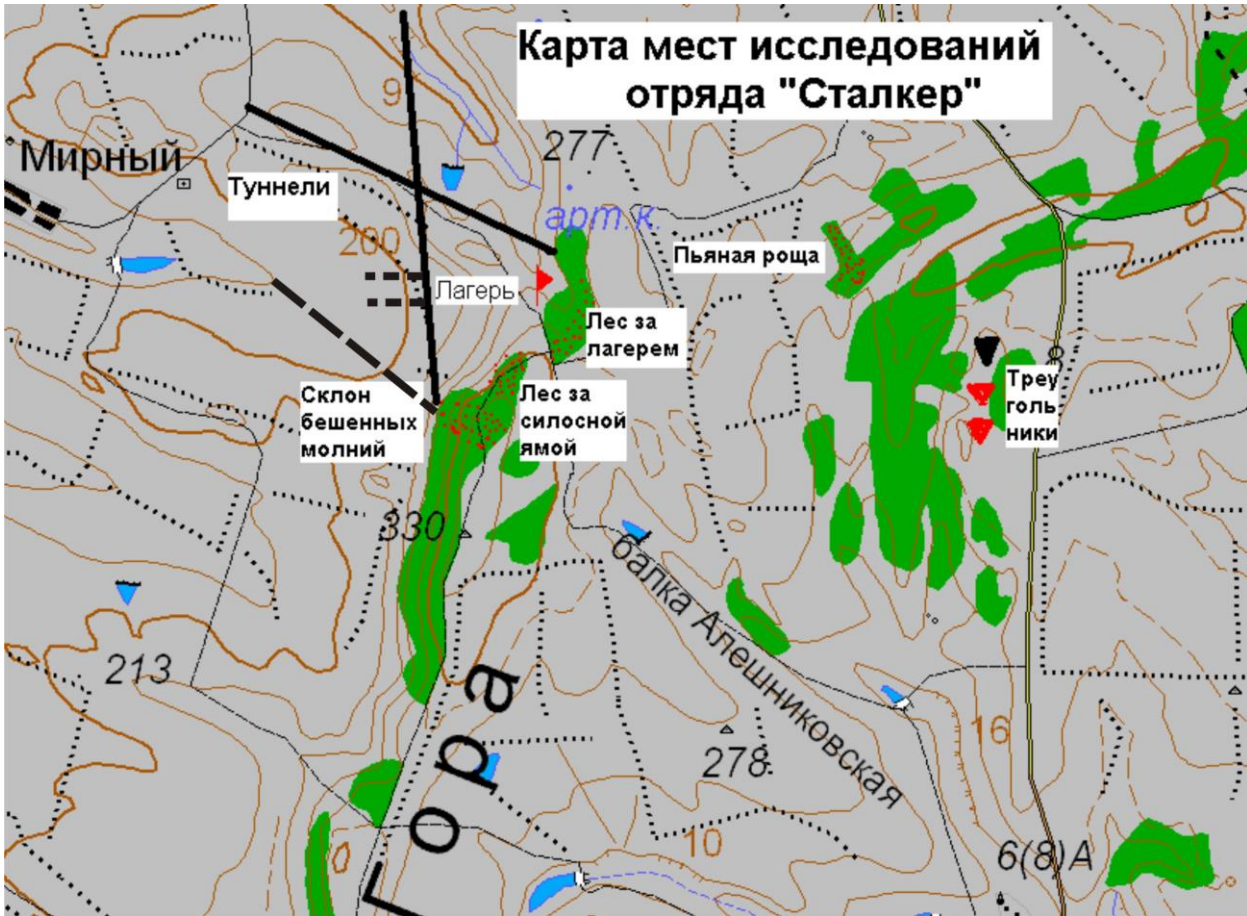 Карта мест исследований
отряда "Сталкер"
9
277
Мирный
Туннели
арт. к.
200
Пьяная роща
Лагерь
Лес за
лагерем
Склон
бешенных
молний
Лес за
силосной
ямой
Треу
голь
ники
330
балка Алешниковская
213
Гора
278
16
10
6(8)А